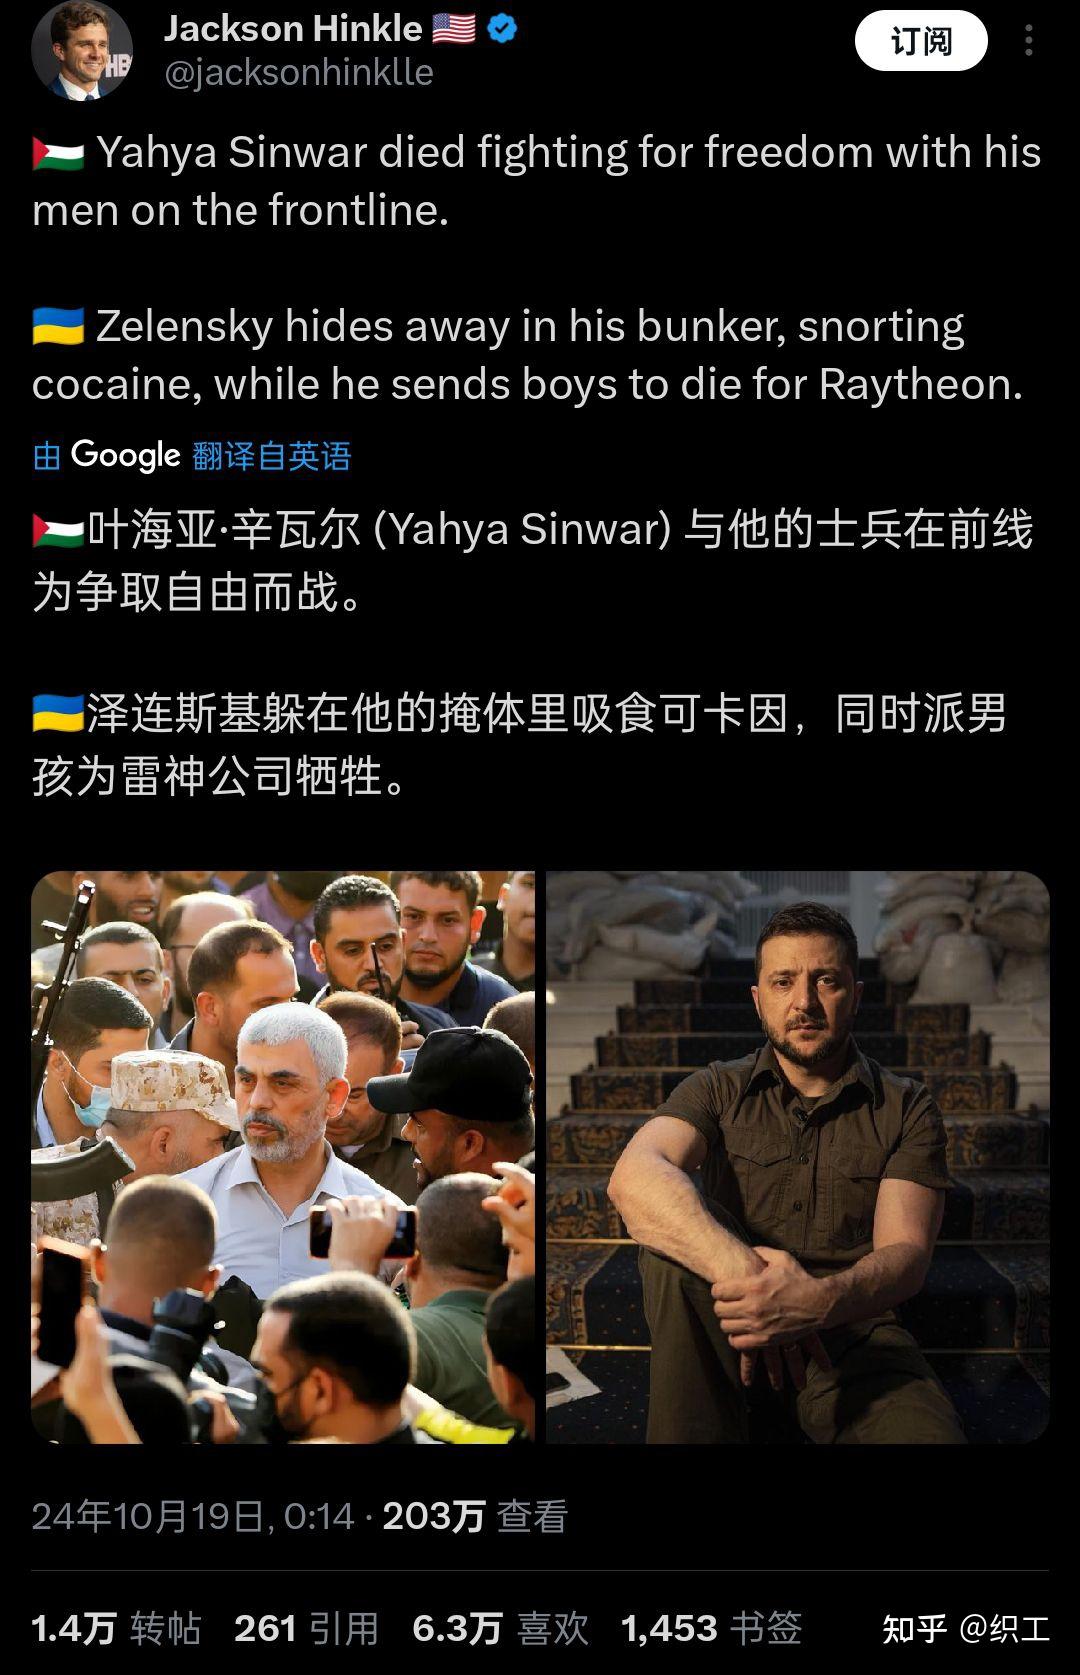 Jackson Hinkle 🇺🇸
@jacksonhinklle
订阅
🇵🇸 Yahya Sinwar died fighting for freedom with his
men on the frontline.
🇺🇦 Zelensky hides away in his bunker, snorting
cocaine, while he sends boys to die for Raytheon.
由 Google 翻译自英语
🇵🇸叶海亚·辛瓦尔 (Yahya Sinwar) 与他的士兵在前线
为争取自由而战。
🇺🇦泽连斯基躲在他的掩体里吸食可卡因，同时派男
孩为雷神公司牺牲。
24年10月19日, 0:14 · 203万 查看
1.4万 转帖 261 引用 6.3万 喜欢 1,453 书签
知乎 @织工